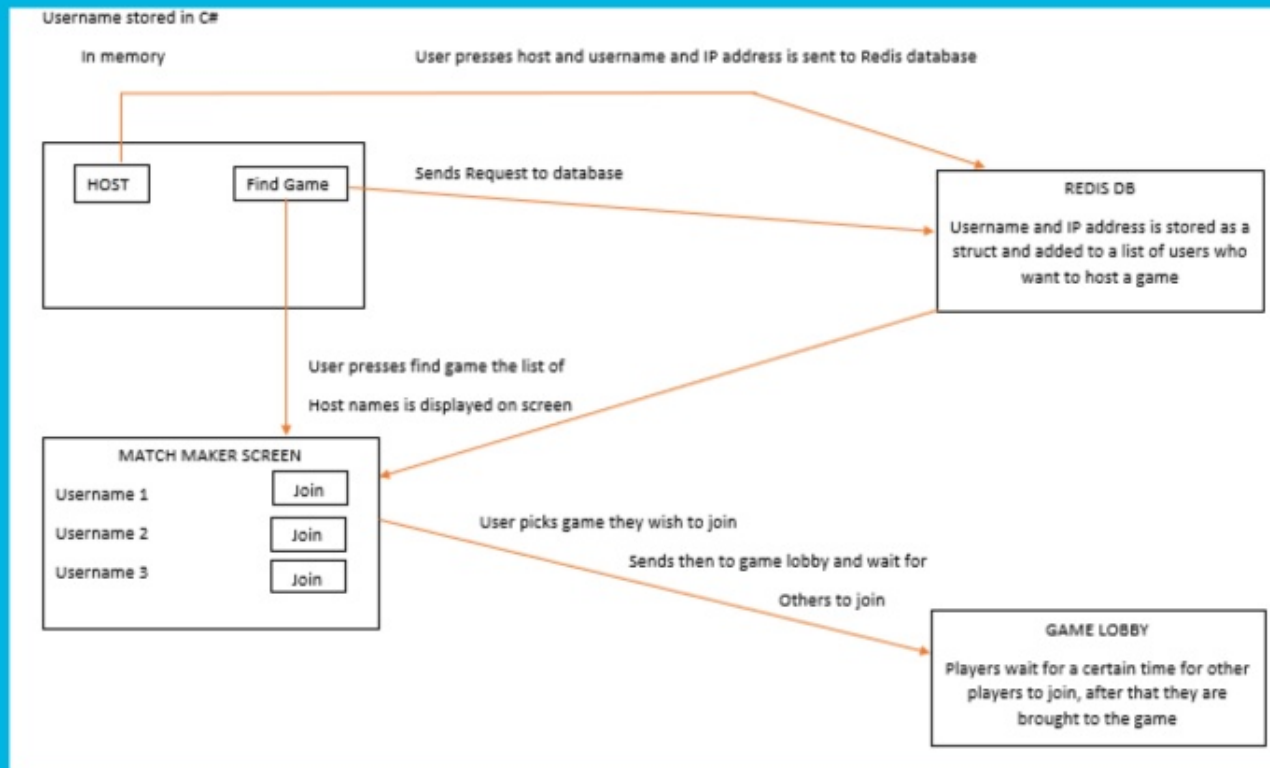 Username stored in C#
In memory
User presses host and username and IP address is sent to Redis database
HOST
Find Game
Sends Request to database
REDIS DB
Username and IP address is stored as a
struct and added to a list of users who
want to host a game
User presses find game the list of
Host names is displayed on screen
MATCH MAKER SCREEN
Username 1
Join
Username 2
Join
Username 3
Join
User picks game they wish to join
Sends then to game lobby and wait for
Others to join
GAME LOBBY
Players wait for a certain time for other
players to join, after that they are
brought to the game